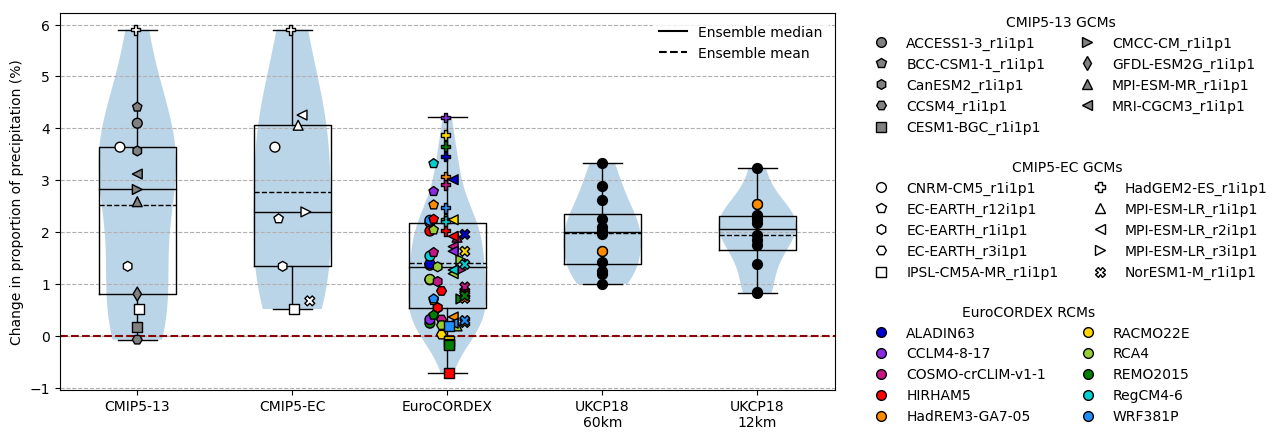 Change in proportion of precipitation (%)
6
5
4
3
2
1
0
−1
Ensemble median
Ensemble mean
CMIP5-13
CMIP5-EC
EuroCORDEX
UKCP18
60km
UKCP18
12km
CMIP5-13 GCMs
ACCESS1-3_r1i1p1
BCC-CSM1-1_r1i1p1
CanESM2_r1i1p1
CCSM4_r1i1p1
CESM1-BGC_r1i1p1
CMCC-CM_r1i1p1
GFDL-ESM2G_r1i1p1
MPI-ESM-MR_r1i1p1
MRI-CGCM3_r1i1p1
CMIP5-EC GCMs
CNRM-CM5_r1i1p1
EC-EARTH_r12i1p1
EC-EARTH_r1i1p1
EC-EARTH_r3i1p1
IPSL-CM5A-MR_r1i1p1
HadGEM2-ES_r1i1p1
MPI-ESM-LR_r1i1p1
MPI-ESM-LR_r2i1p1
MPI-ESM-LR_r3i1p1
NorESM1-M_r1i1p1
EuroCORDEX RCMs
ALADIN63
CCLM4-8-17
COSMO-crCLIM-v1-1
HIRHAM5
HadREM3-GA7-05
RACMO22E
RCA4
REMO2015
RegCM4-6
WRF381P